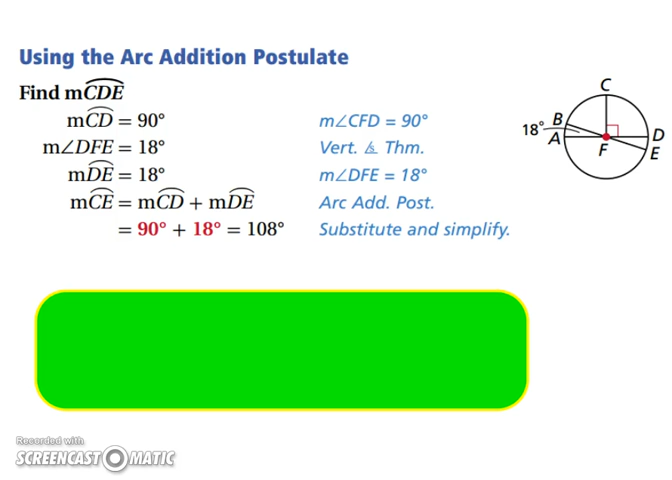 Using the Arc Addition Postulate
Find mCDE
mCD = 90° m∠CFD = 90°
m∠DFE = 18° Vert. ∠s Thm.
mDE = 18° m∠DFE = 18°
mCE = mCD + mDE Arc Add. Post.
= 90° + 18° = 108° Substitute and simplify.
C
B
18°
A
D
F
E
Recorded with
SCREENCAST-O-MATIC